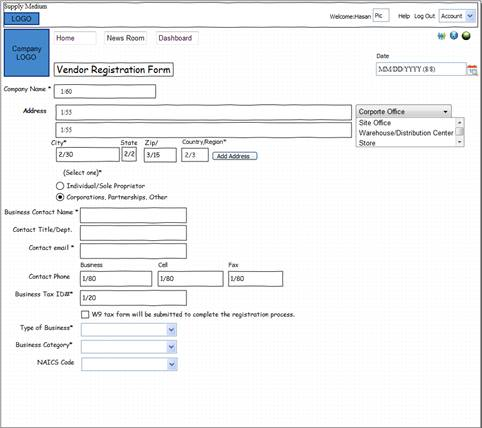 Supply Medium
LOGO
Welcome:Hasan Pic Help Log Out Account
Company LOGO
Home News Room Dashboard
Date
Vendor Registration Form
MM/DD/YYYY (8/8)
Company Name * 1:60
Address 1:55 Corporte Office
1:55 Site Office
Warehouse/Distribution Center
Store
City* State Zip/ Country/Region*
2/30 2/2 3/15 2/3 Add Address
(Select one)*
Individual/Sole Proprietor
Corporations, Partnerships, Other
Business Contact Name *
Contact Title/Dept.
Contact email *
Business Cell Fax
Contact Phone 1/80 1/80 1/80
Business Tax ID#* 1/20
W9 tax form will be submitted to complete the registration process.
Type of Business*
Business Category*
NAICS Code